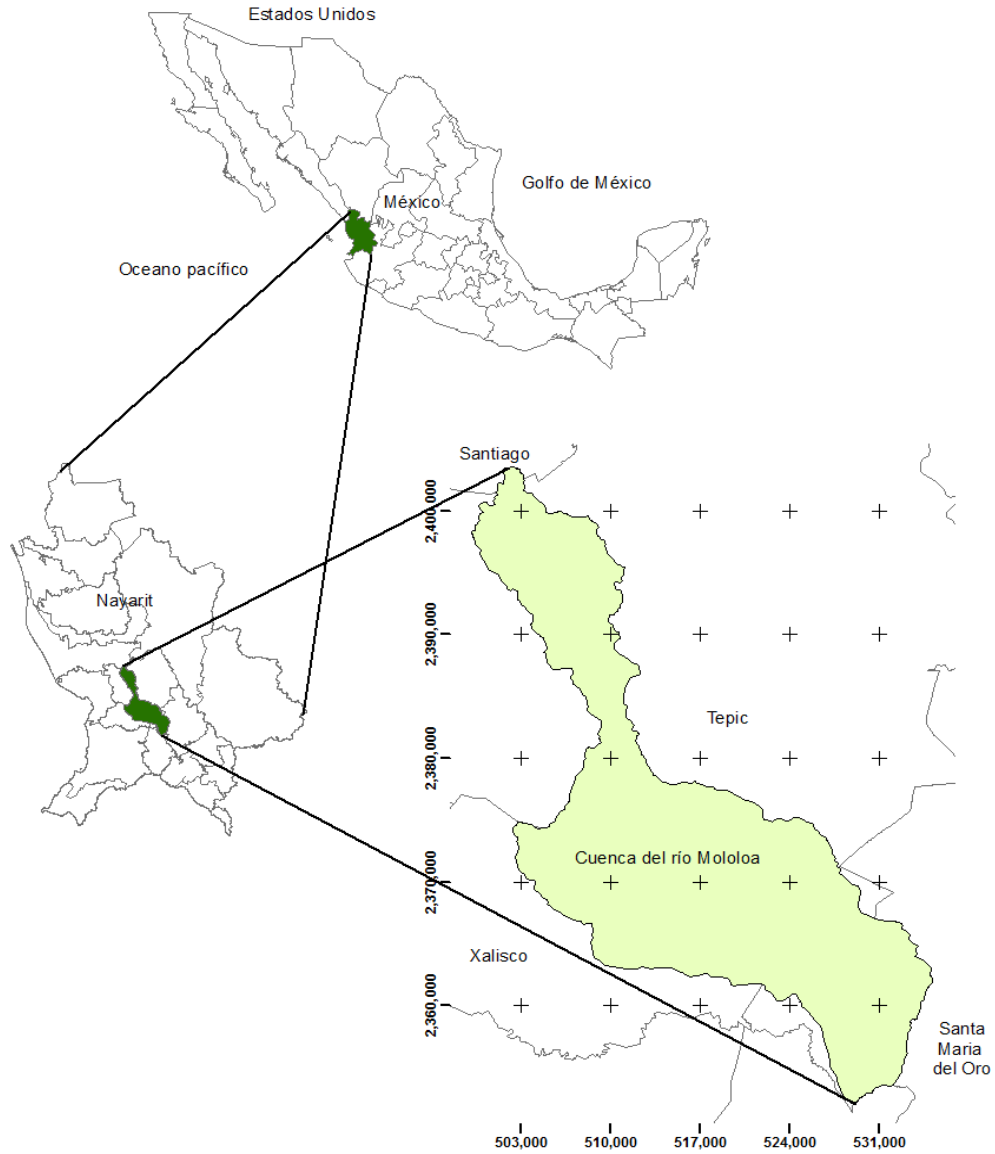 Estados Unidos
Golfo de México
México
Oceano pacífico
Santiago
2,400,000
Nayarit
2,390,000
Tepic
2,380,000
Cuenca del río Mololoa
2,370,000
Xalisco
2,360,000
Santa
Maria
del Oro
503,000 510,000 517,000 524,000 531,000